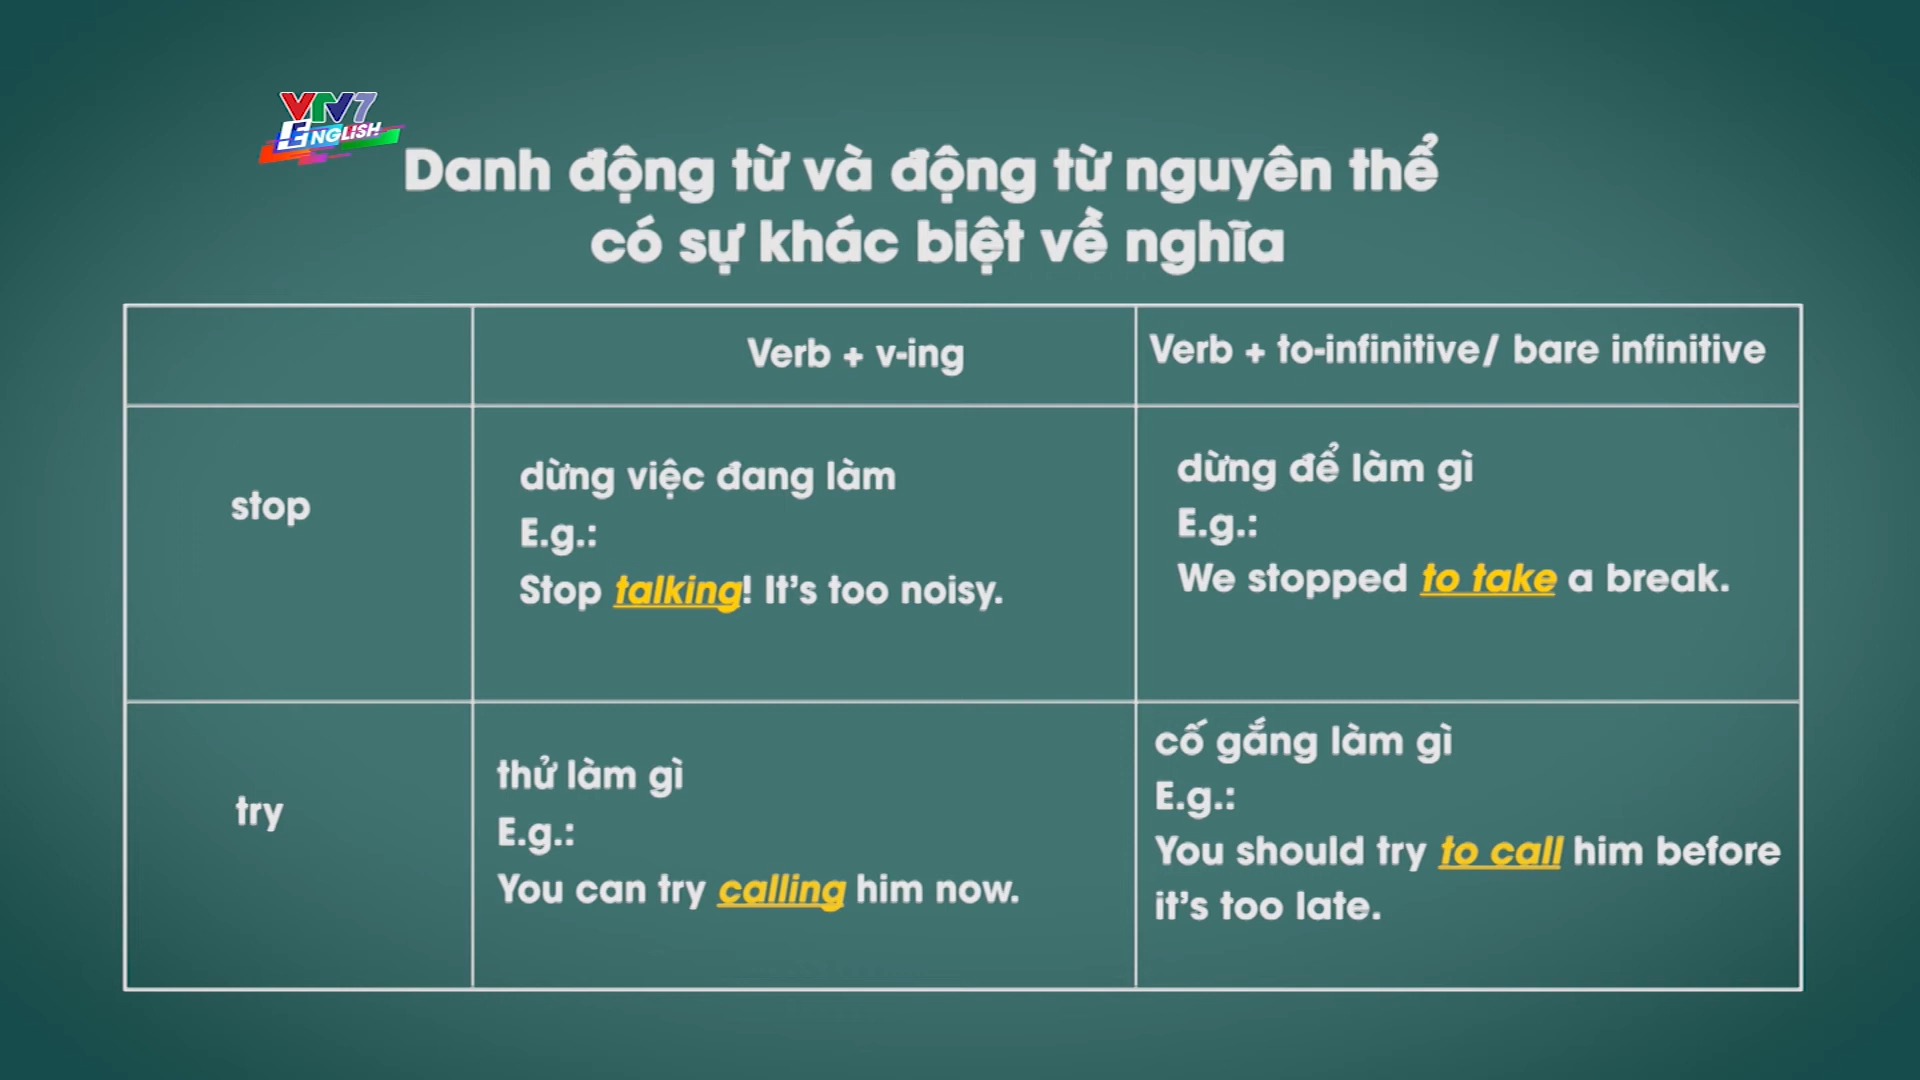 VTV7
ENGLISH
Danh động từ và động từ nguyên thể
có sự khác biệt về nghĩa
Verb + v-ing
Verb + to-infinitive/ bare infinitive
stop
dừng việc đang làm
E.g.:
Stop talking! It's too noisy.
dừng để làm gì
E.g.:
We stopped to take a break.
try
thử làm gì
E.g.:
You can try calling him now.
cố gắng làm gì
E.g.:
You should try to call him before
it's too late.